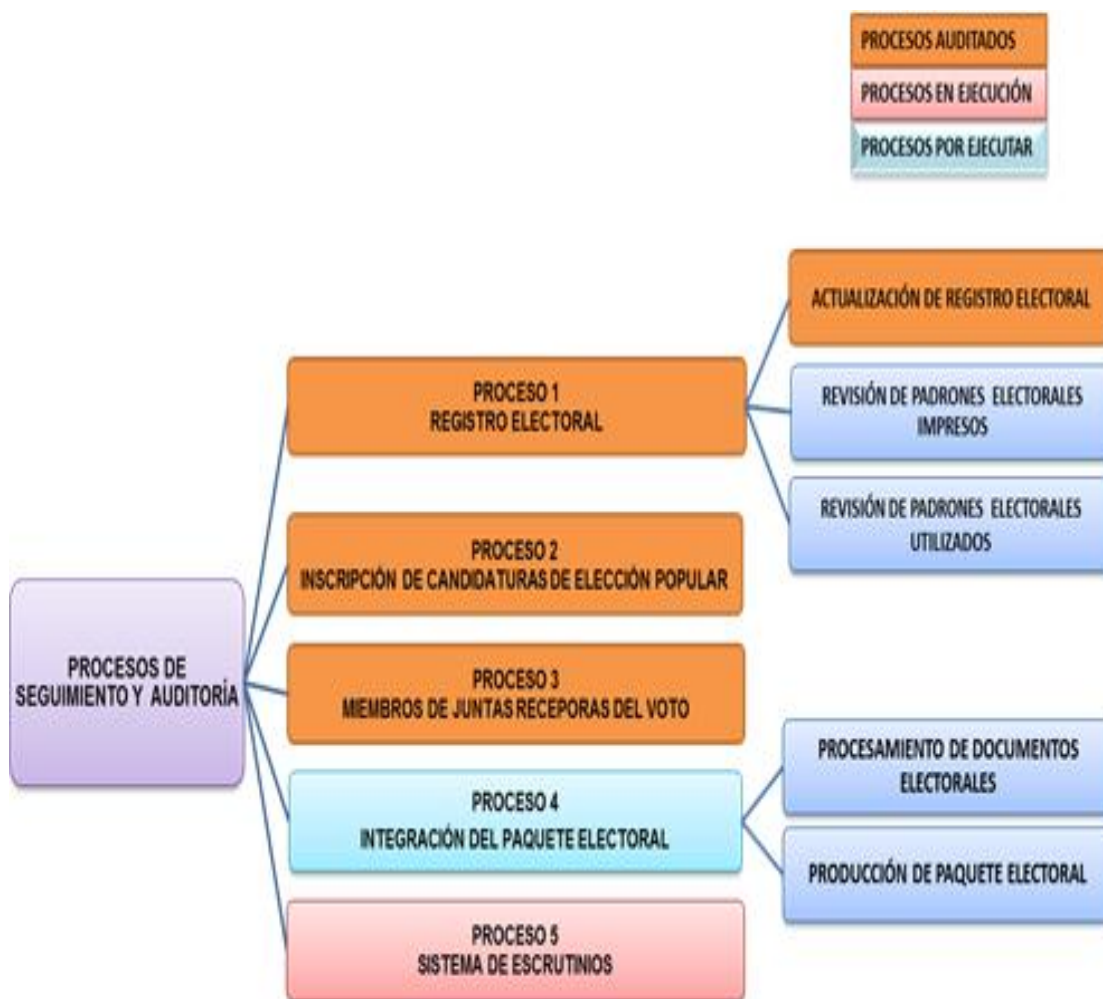 PROCESOS AUDITADOS
PROCESOS EN EJECUCIÓN
PROCESOS POR EJECUTAR
PROCESOS DE
SEGUIMIENTO Y AUDITORÍA
PROCESO 1
REGISTRO ELECTORAL
ACTUALIZACIÓN DE REGISTRO ELECTORAL
REVISIÓN DE PADRONES ELECTORALES
IMPRESOS
REVISIÓN DE PADRONES ELECTORALES
UTILIZADOS
PROCESO 2
INSCRIPCIÓN DE CANDIDATURAS DE ELECCIÓN POPULAR
PROCESO 3
MIEMBROS DE JUNTAS RECEPORAS DEL VOTO
PROCESO 4
INTEGRACIÓN DEL PAQUETE ELECTORAL
PROCESAMIENTO DE DOCUMENTOS
ELECTORALES
PRODUCCIÓN DE PAQUETE ELECTORAL
PROCESO 5
SISTEMA DE ESCRUTINIOS